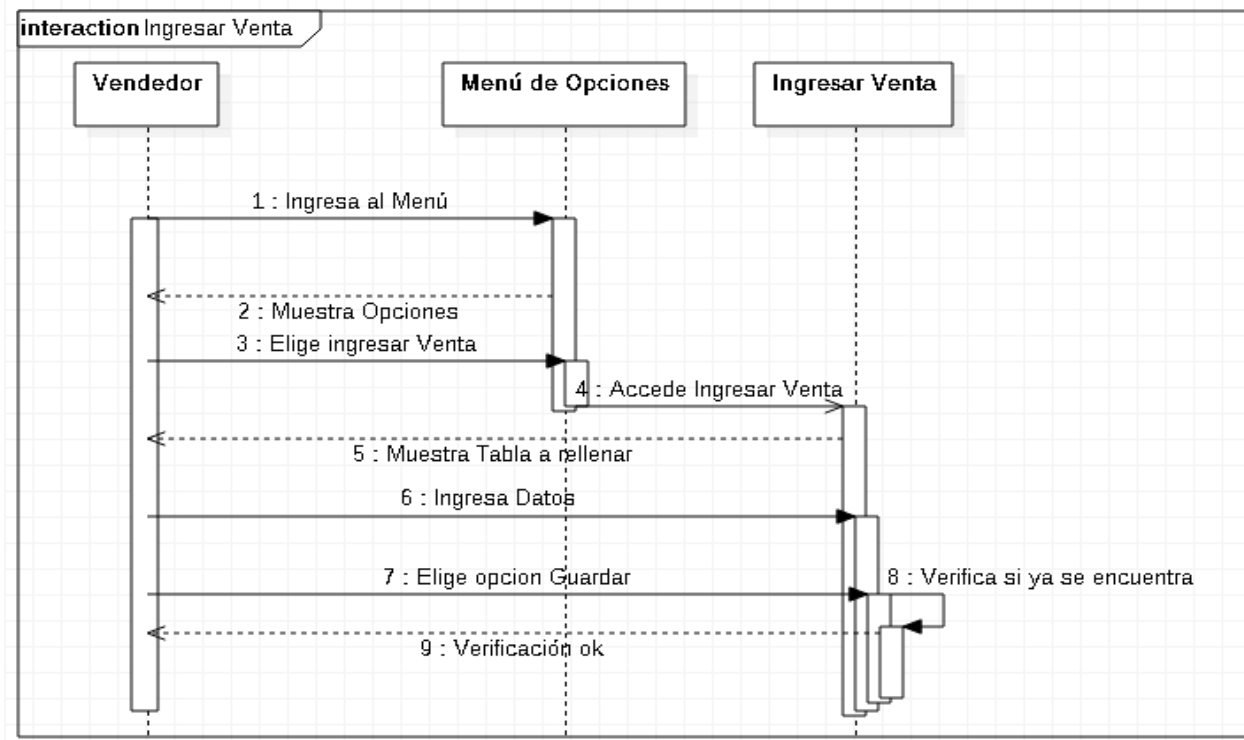 interaction Ingresar Venta
Vendedor
Menú de Opciones
Ingresar Venta
1 : Ingresa al Menú
2 : Muestra Opciones
3 : Elige ingresar Venta
4 : Accede Ingresar Venta
5 : Muestra Tabla a rellenar
6 : Ingresa Datos
7 : Elige opcion Guardar
8 : Verifica si ya se encuentra
9 : Verificación ok